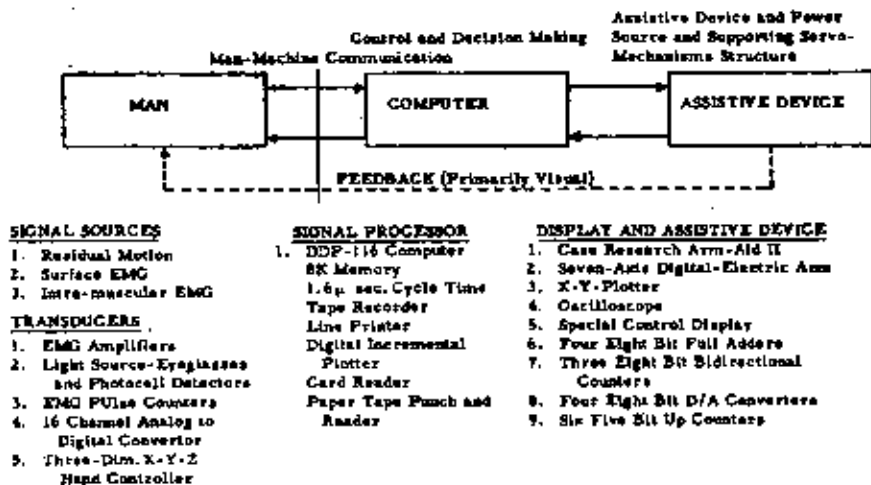 Assistive Device and Power
Control and Decision Making
Source and Supporting Servo-
Man-Machine Communication
Mechanisms Structure
MAN
COMPUTER
ASSISTIVE DEVICE
FEEDBACK (Primarily Visual)
SIGNAL SOURCES
1. Residual Motion
2. Surface EMG
3. Intra-muscular EMG
TRANSDUCERS
1. EMG Amplifiers
2. Light Source-Eyeglasses
and Photocell Detectors
3. EMG PUlse Counters
4. 16 Channel Analog to
Digital Convertor
5. Three-Dim. X-Y-Z
Hand Controller
SIGNAL PROCESSOR
1. DDP-116 Computer
8K Memory
1.6μ sec. Cycle Time
Tape Recorder
Line Printer
Digital Incremental
Plotter
Card Reader
Paper Tape Punch and
Reader
DISPLAY AND ASSISTIVE DEVICE
1. Case Research Arm-Aid II
2. Seven-Axis Digital-Electric Arm
3. X-Y-Plotter
4. Oscilloscope
5. Special Control Display
6. Four Eight Bit Full Adders
7. Three Eight Bit Bidirectional
Counters
8. Four Eight Bit D/A Converters
9. Six Five Bit Up Counters